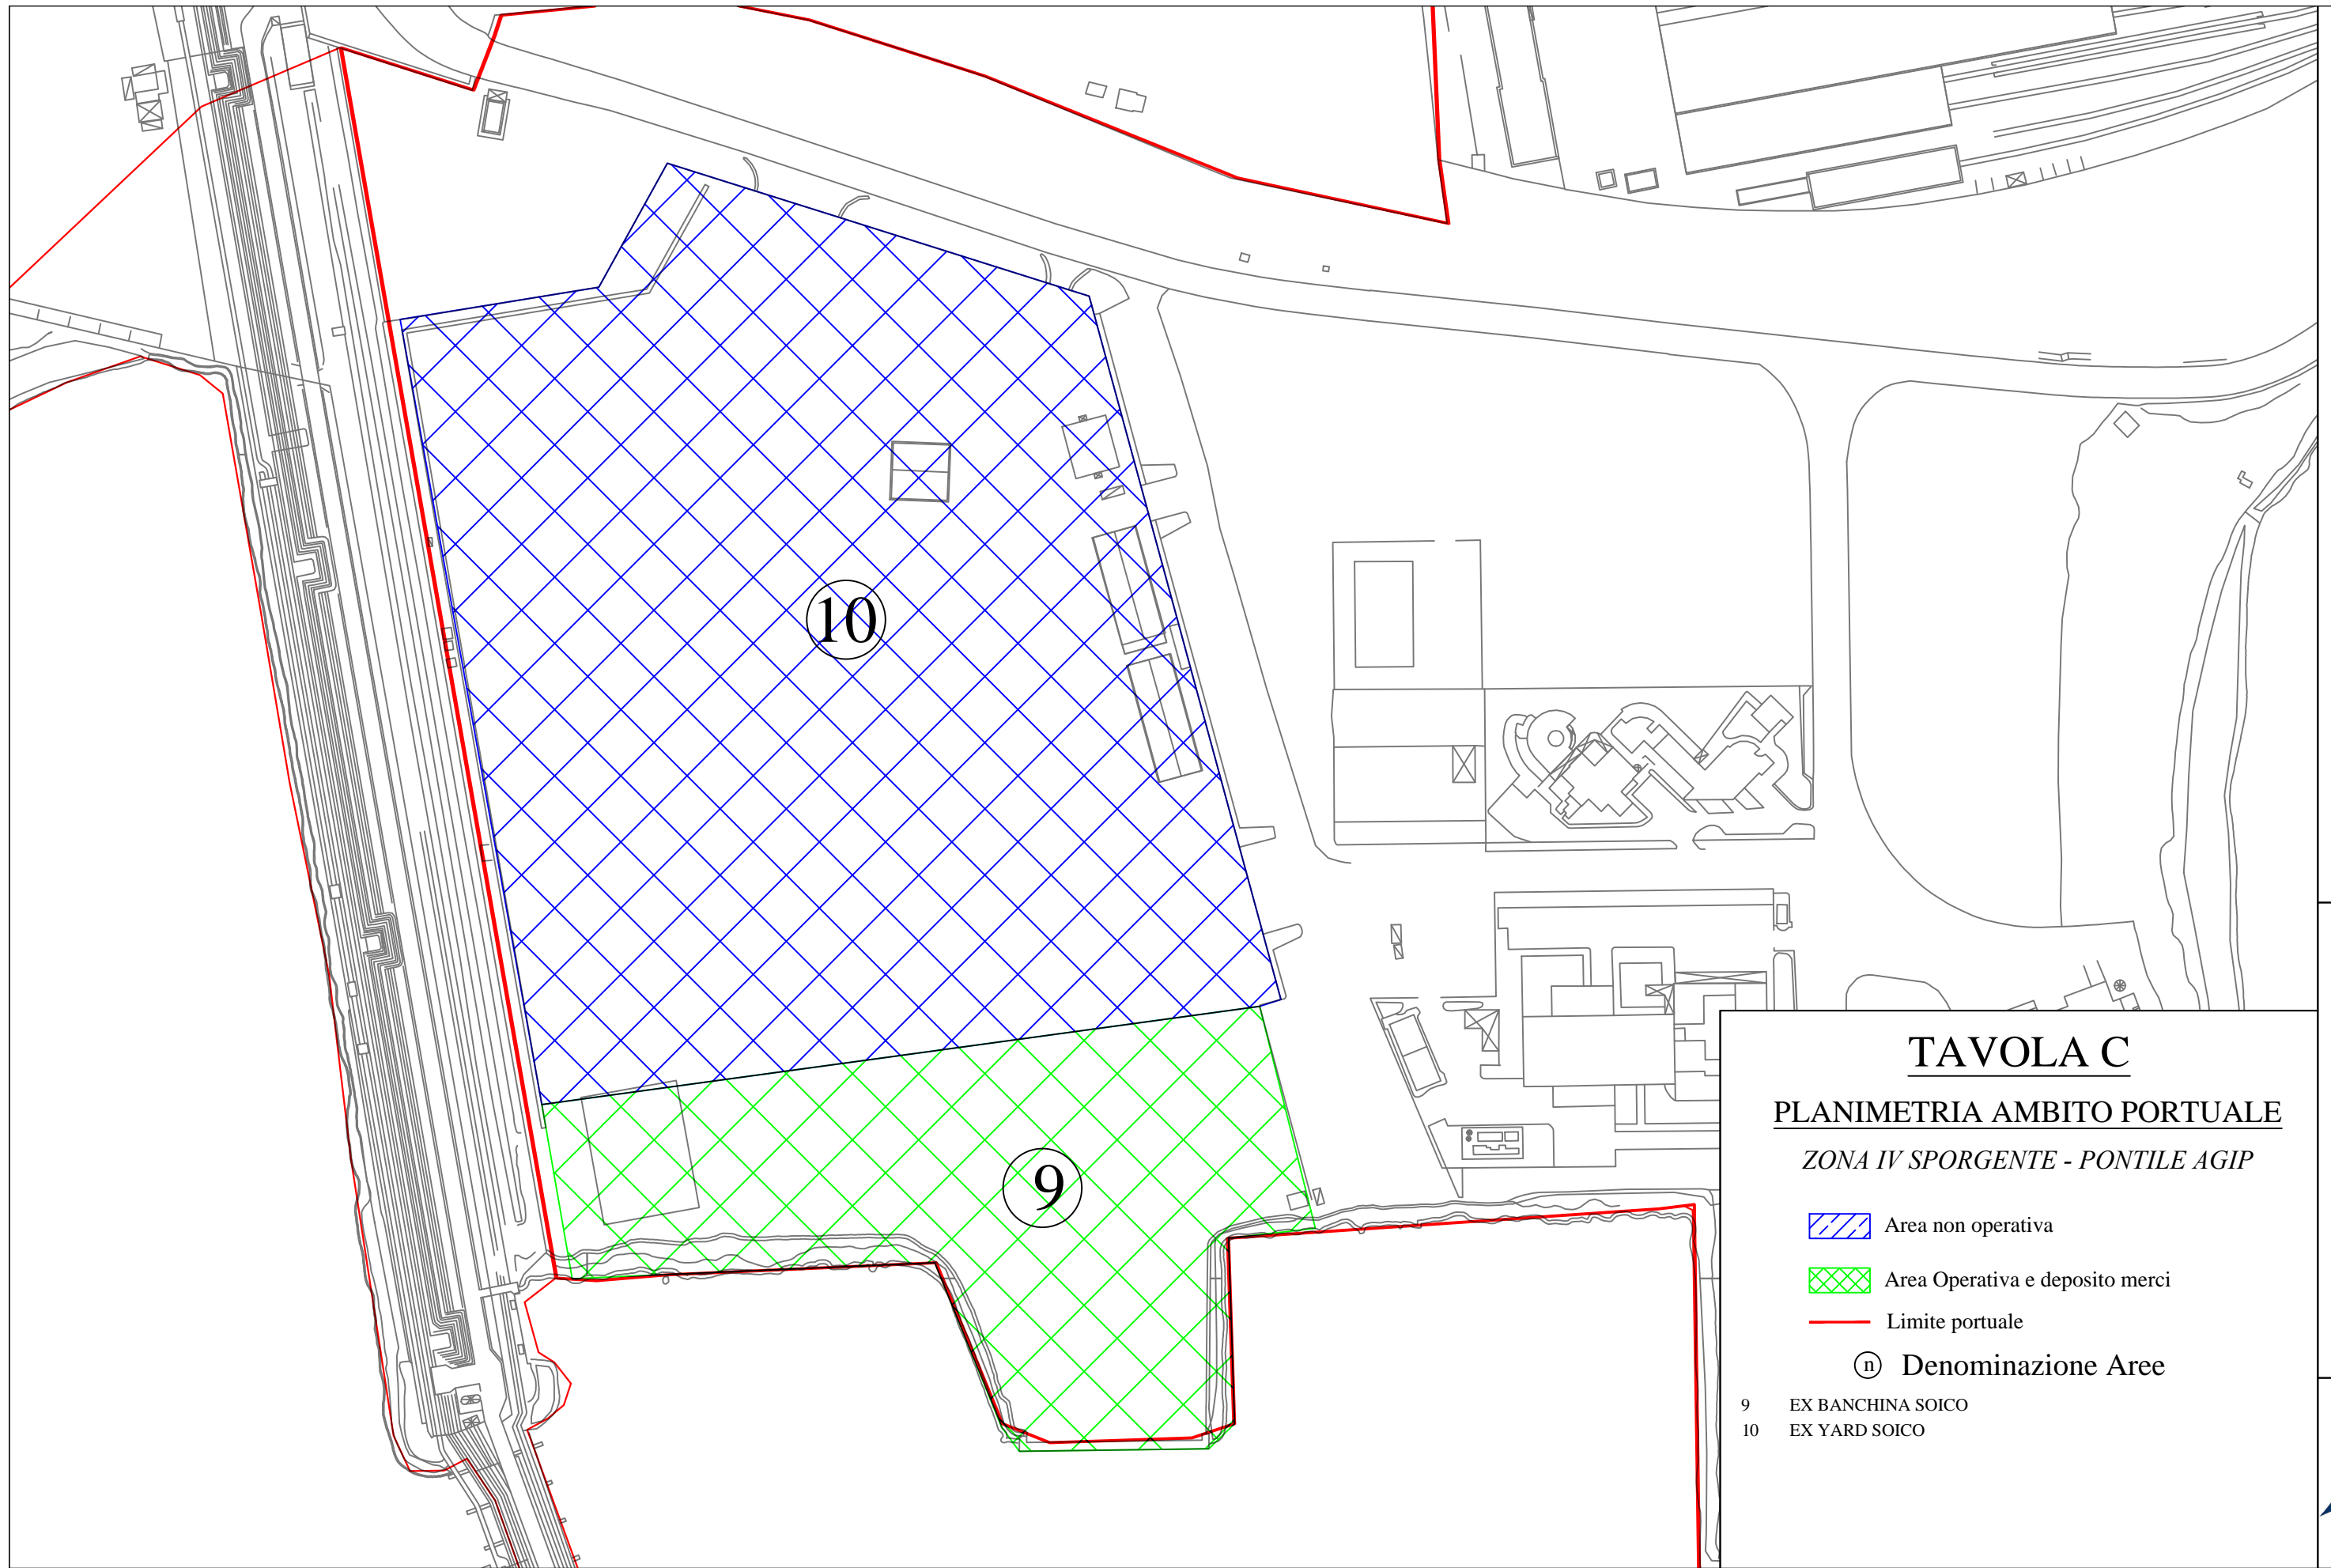 10
9
TAVOLA C
PLANIMETRIA AMBITO PORTUALE
ZONA IV SPORGENTE - PONTILE AGIP
Area non operativa
Area Operativa e deposito merci
Limite portuale
n Denominazione Aree
9 EX BANCHINA SOICO
10 EX YARD SOICO